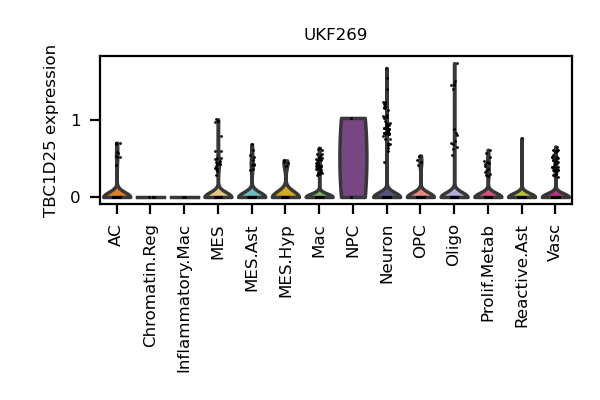 UKF269
TBC1D25 expression
1
0
AC
Chromatin.Reg
Inflammatory.Mac
MES
MES.Ast
MES.Hyp
Mac
NPC
Neuron
OPC
Oligo
Prolif.Metab
Reactive.Ast
Vasc